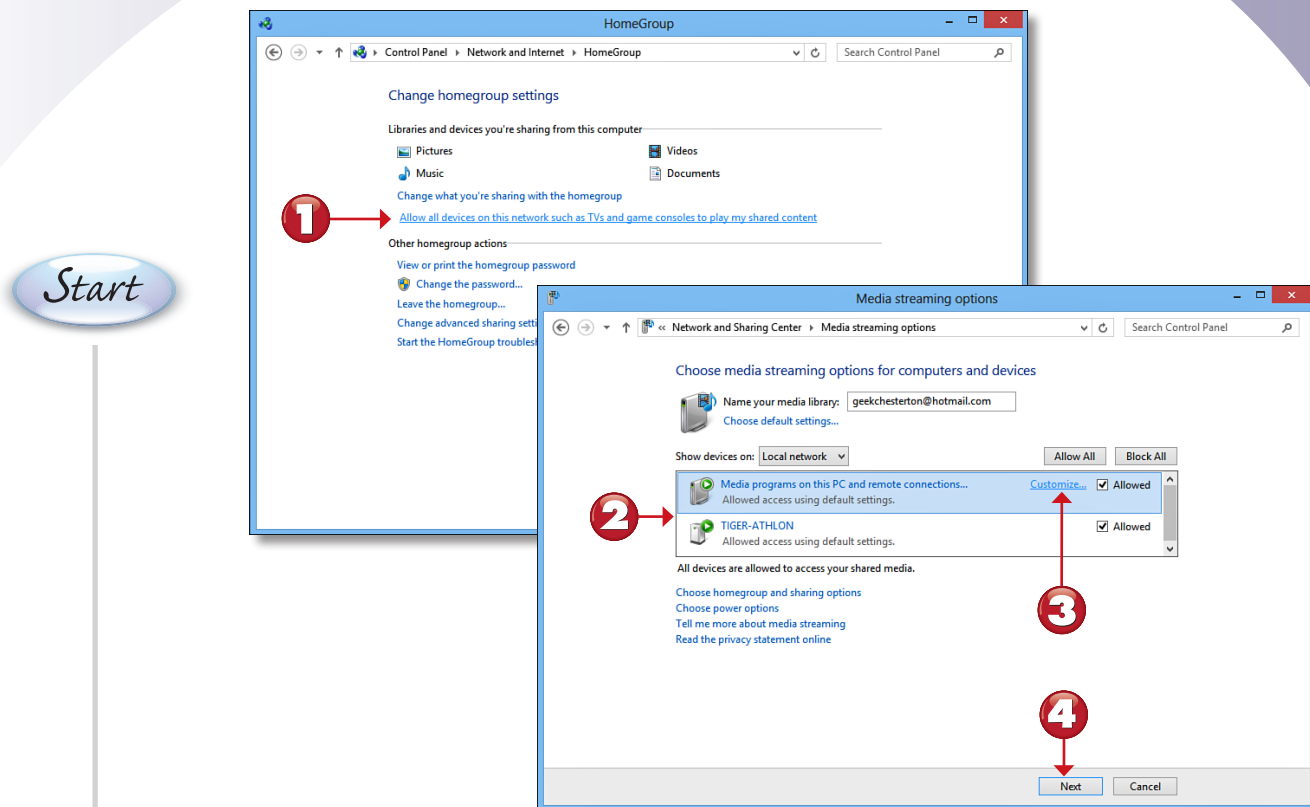 HomeGroup
Control Panel Network and Internet HomeGroup
Search Control Panel
Change homegroup settings
Libraries and devices you're sharing from this computer
Pictures
Videos
Music
Documents
Change what you're sharing with the homegroup
1
Allow all devices on this network such as TVs and game consoles to play my shared content
Other homegroup actions
View or print the homegroup password
Change the password...
Leave the homegroup...
Change advanced sharing setti
Start the HomeGroup troubles
Start
Media streaming options
« Network and Sharing Center Media streaming options
Search Control Panel
Choose media streaming options for computers and devices
Name your media library: geekchesterton@hotmail.com
Choose default settings...
Show devices on: Local network
Allow All
Block All
2
Media programs on this PC and remote connections...
Customize...
Allowed
Allowed access using default settings.
TIGER-ATHLON
Allowed
Allowed access using default settings.
All devices are allowed to access your shared media.
3
Choose homegroup and sharing options
Choose power options
Tell me more about media streaming
Read the privacy statement online
4
Next
Cancel